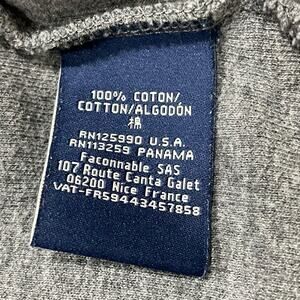 100% COTON/
COTTON/ALGODÓN
棉
RN125990 U.S.A.
RN113259 PANAMA
Faconnable SAS
107 Route Canta Galet
06200 Nice France
VAT-FR59443457858